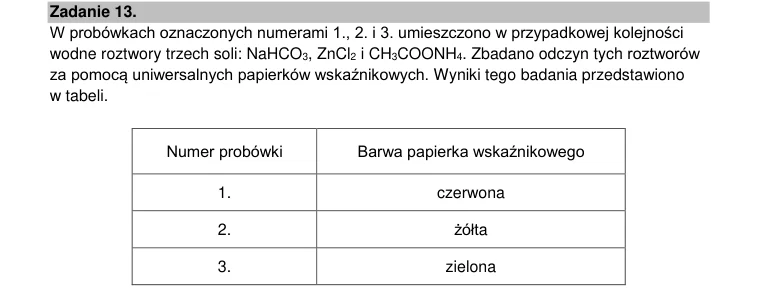 Zadanie 13.
W probówkach oznaczonych numerami 1., 2. i 3. umieszczono w przypadkowej kolejności
wodne roztwory trzech soli: NaHCO₃, ZnCl₂ i CH₃COONH₄. Zbadano odczyn tych roztworów
za pomocą uniwersalnych papierków wskaźnikowych. Wyniki tego badania przedstawiono
w tabeli.
Numer probówki Barwa papierka wskaźnikowego
1. czerwona
2. żółta
3. zielona